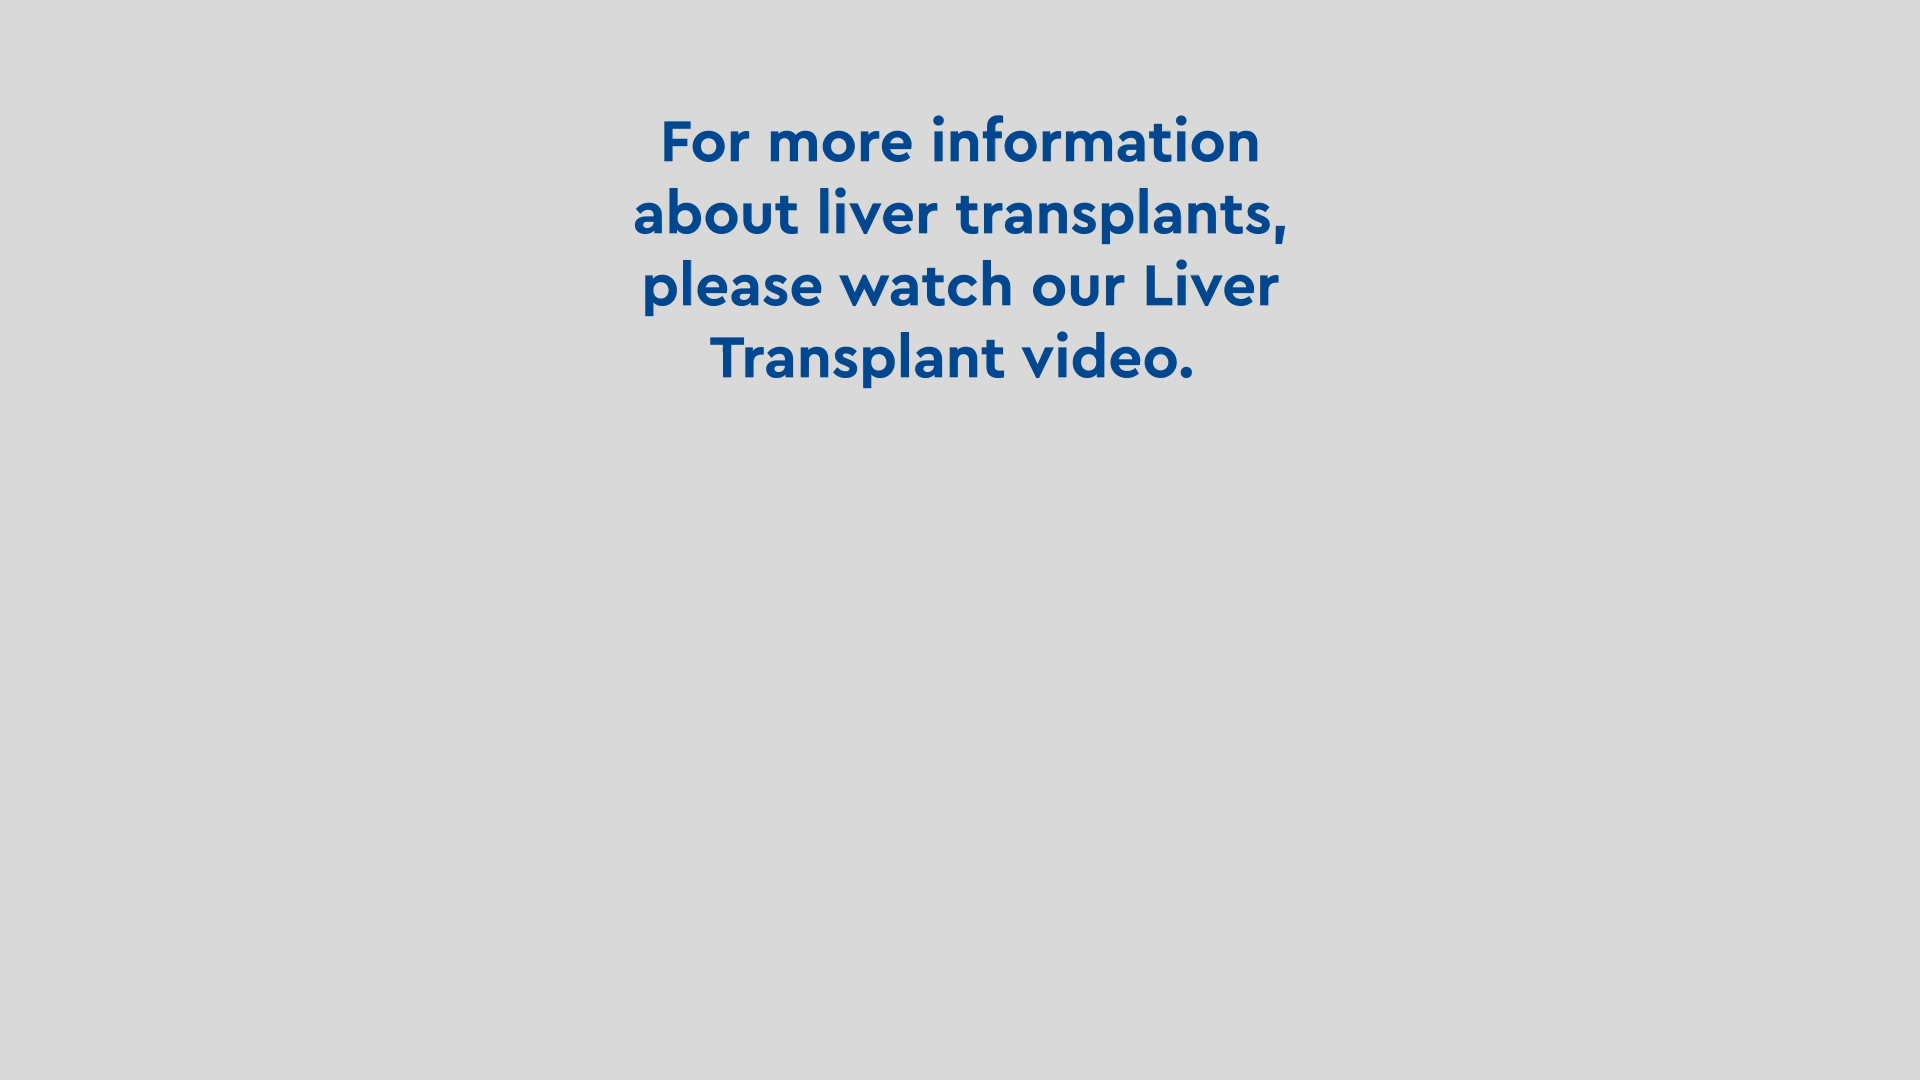 For more information
about liver transplants,
please watch our Liver
Transplant video.